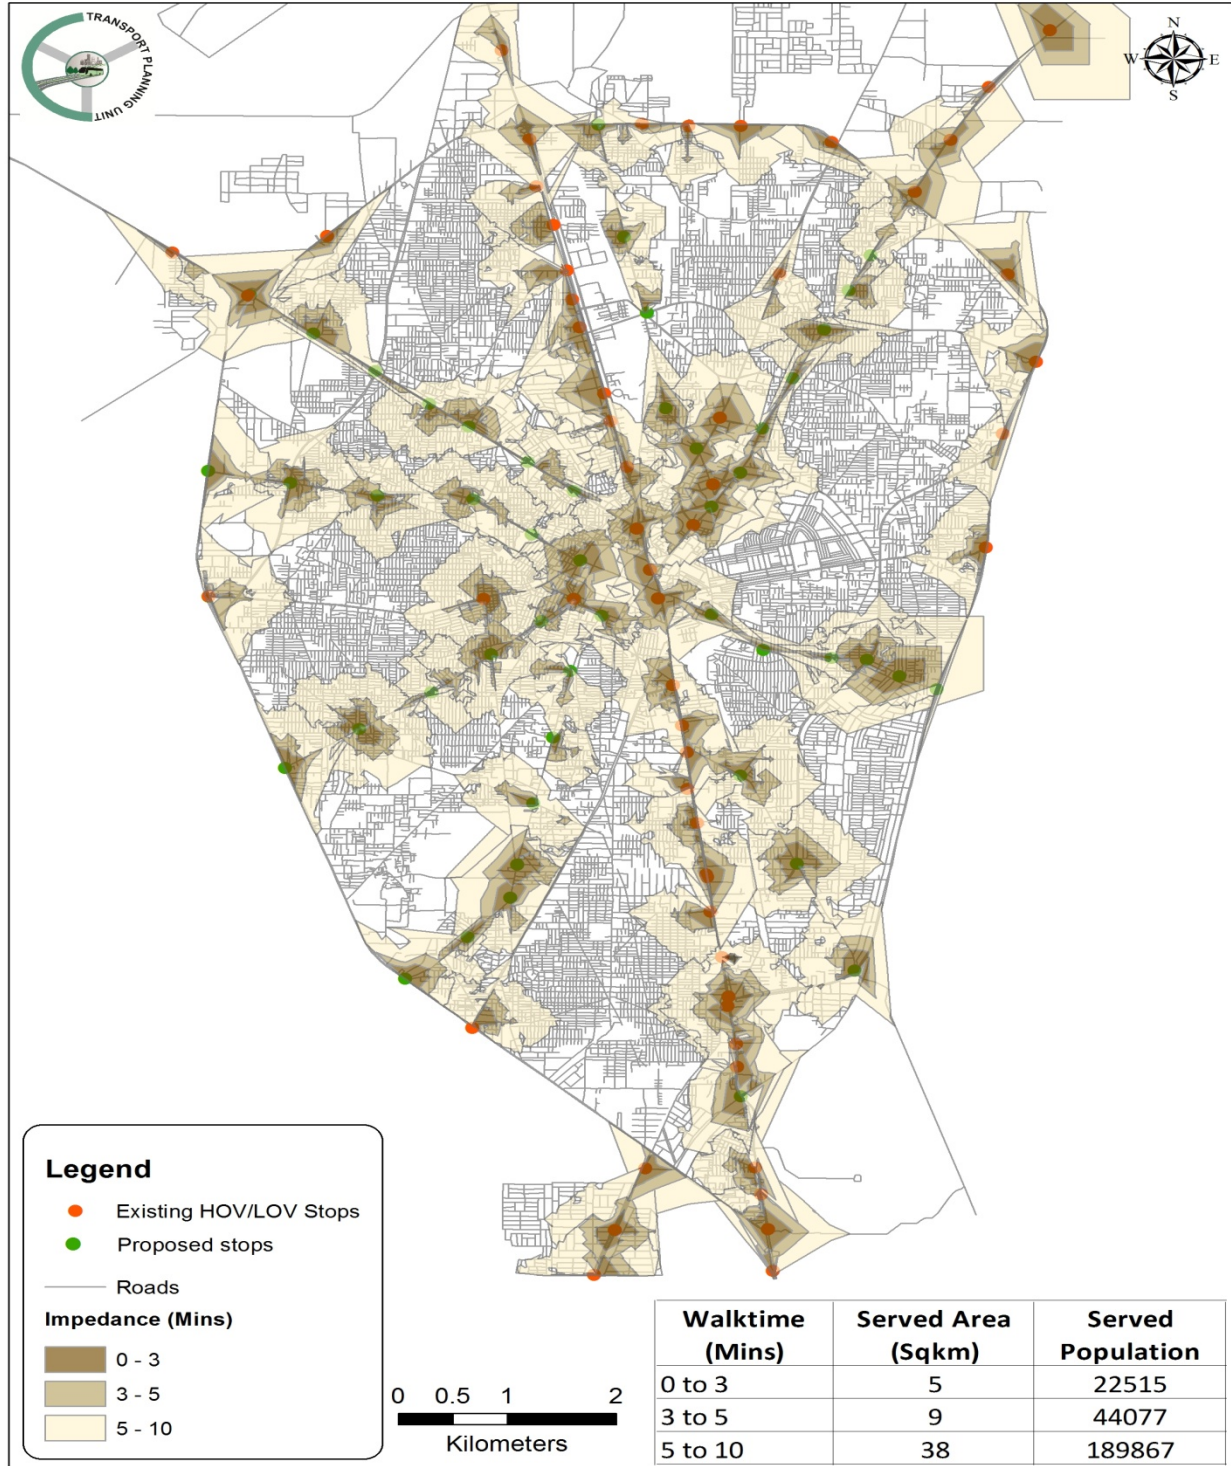 TRANSPORT PLANNING UNIT
N
W E
S
Legend
Existing HOV/LOV Stops
Proposed stops
Roads
Impedance (Mins)
0 - 3
3 - 5
5 - 10
0 0.5 1 2
Kilometers
Walktime (Mins) Served Area (Sqkm) Served Population
0 to 3 5 22515
3 to 5 9 44077
5 to 10 38 189867